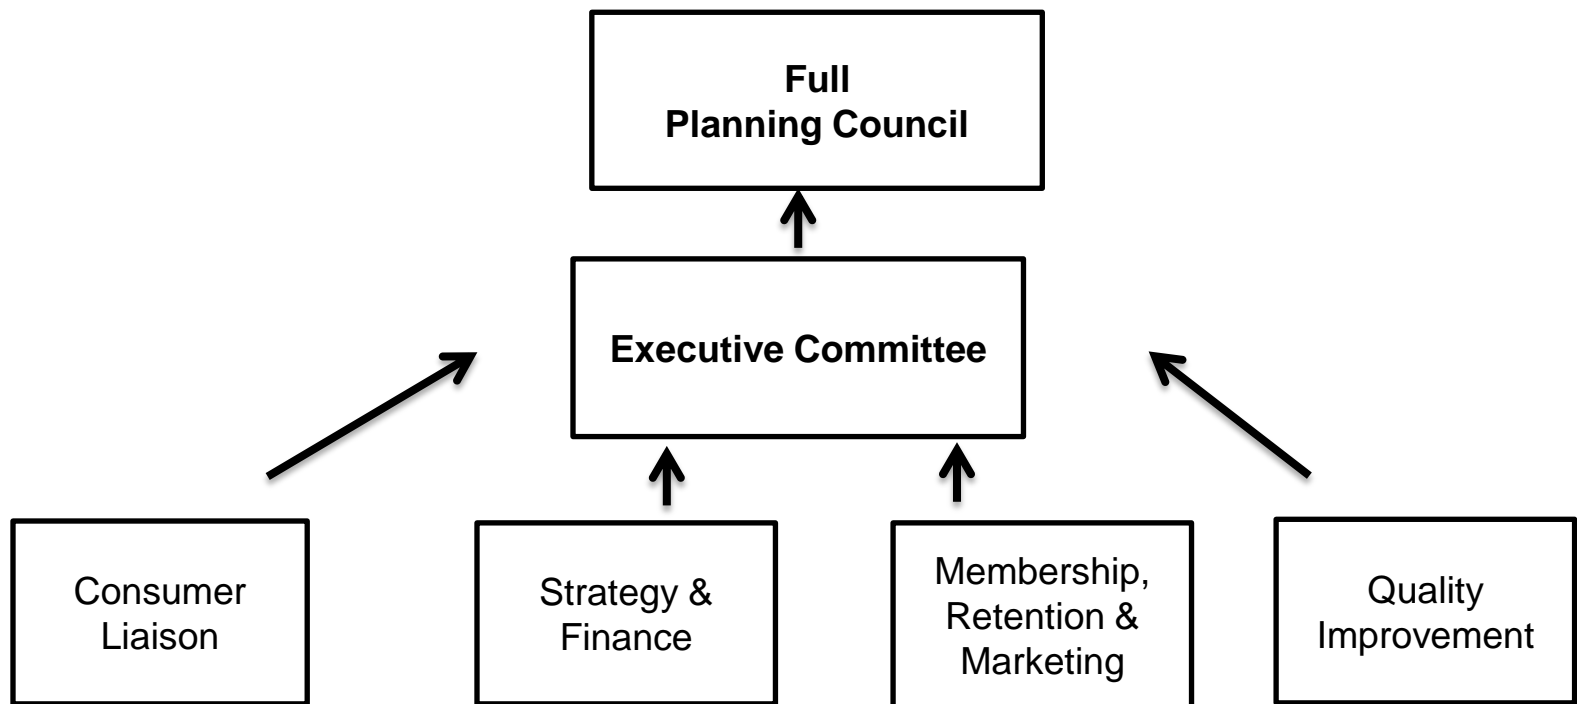 Full
Planning Council
Executive Committee
Consumer
Liaison
Strategy &
Finance
Membership,
Retention &
Marketing
Quality
Improvement